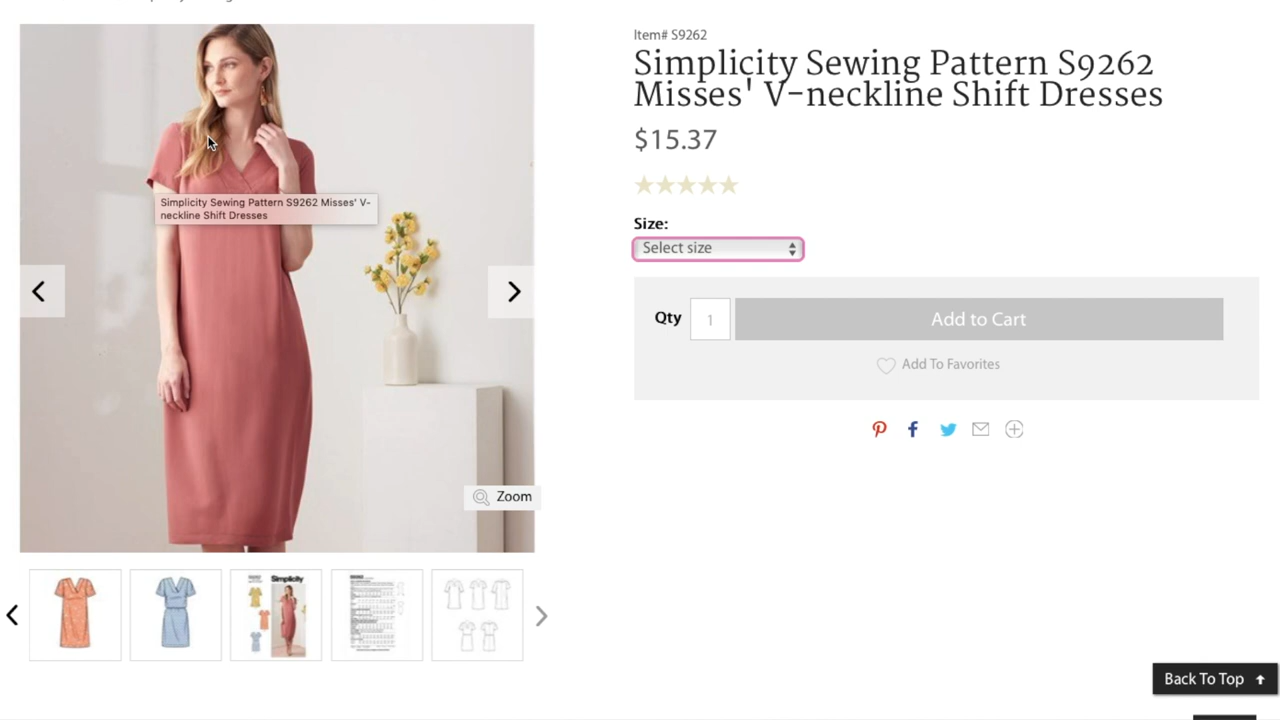 Item# S9262
Simplicity Sewing Pattern S9262
Misses' V-neckline Shift Dresses
$15.37
Size:
Select size
Qty
1
Add to Cart
Add To Favorites
Simplicity Sewing Pattern S9262 Misses' V-
neckline Shift Dresses
Zoom
Simplicity
Back To Top